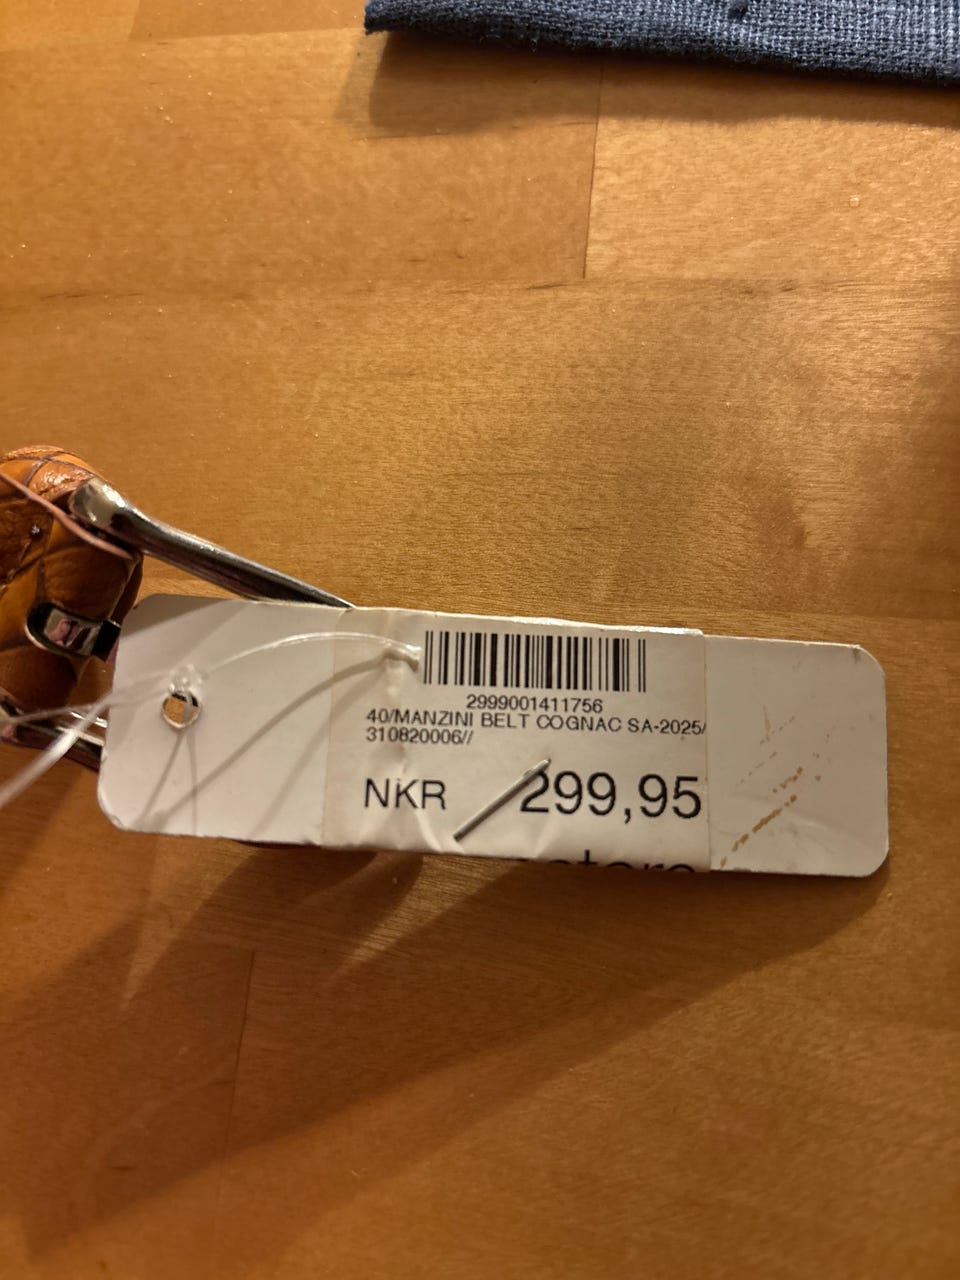 2999001411756
40/MANZINI BELT COGNAC SA-2025/
310820006//
NKR 299,95